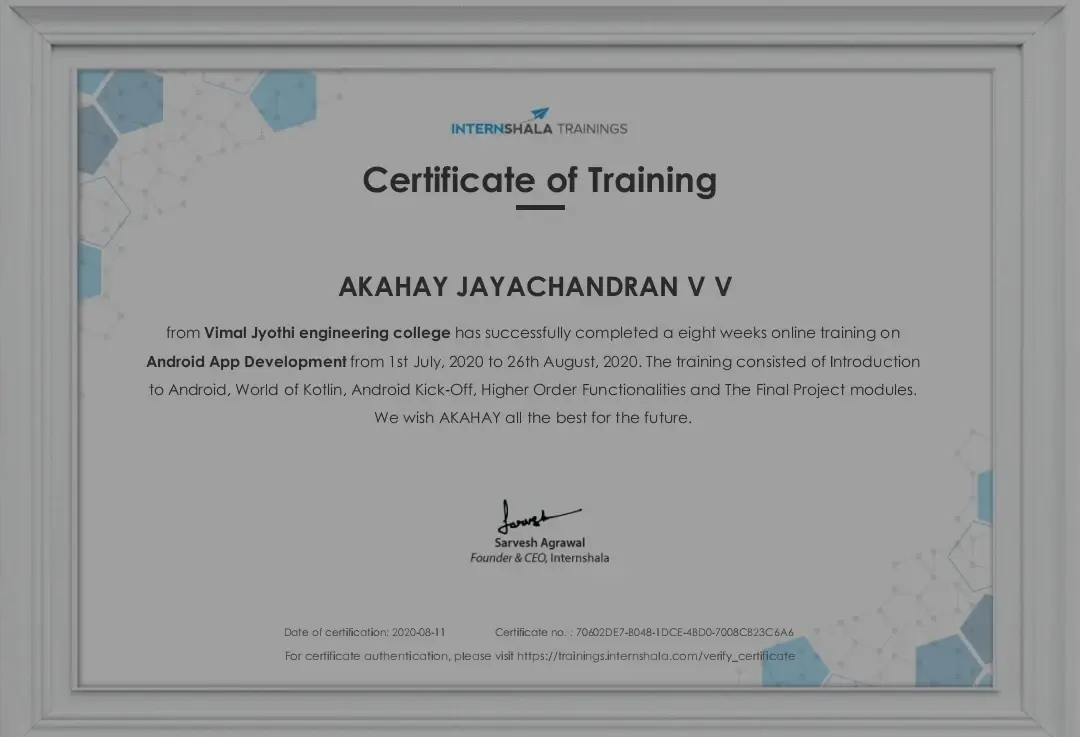 INTERNSHALA TRAININGS
Certificate of Training
AKAHAY JAYACHANDRAN V V
from Vimal Jyothi engineering college has successfully completed a eight weeks online training on
Android App Development from 1st July, 2020 to 26th August, 2020. The training consisted of Introduction
to Android, World of Kotlin, Android Kick-Off, Higher Order Functionalities and The Final Project modules.
We wish AKAHAY all the best for the future.
Sarvesh
Sarvesh Agrawal
Founder & CEO, Internshala
Date of certification: 2020-08-11 Certificate no. : 70602DE7-B048-1DCE-4BD0-7008CB23C6A6
For certificate authentication, please visit https://trainings.internshala.com/verify_certificate